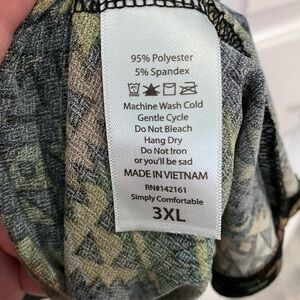 95% Polyester
5% Spandex
Machine Wash Cold
Gentle Cycle
Do Not Bleach
Hang Dry
Do Not Iron
or you'll be sad
MADE IN VIETNAM
RN#142161
Simply Comfortable
3XL